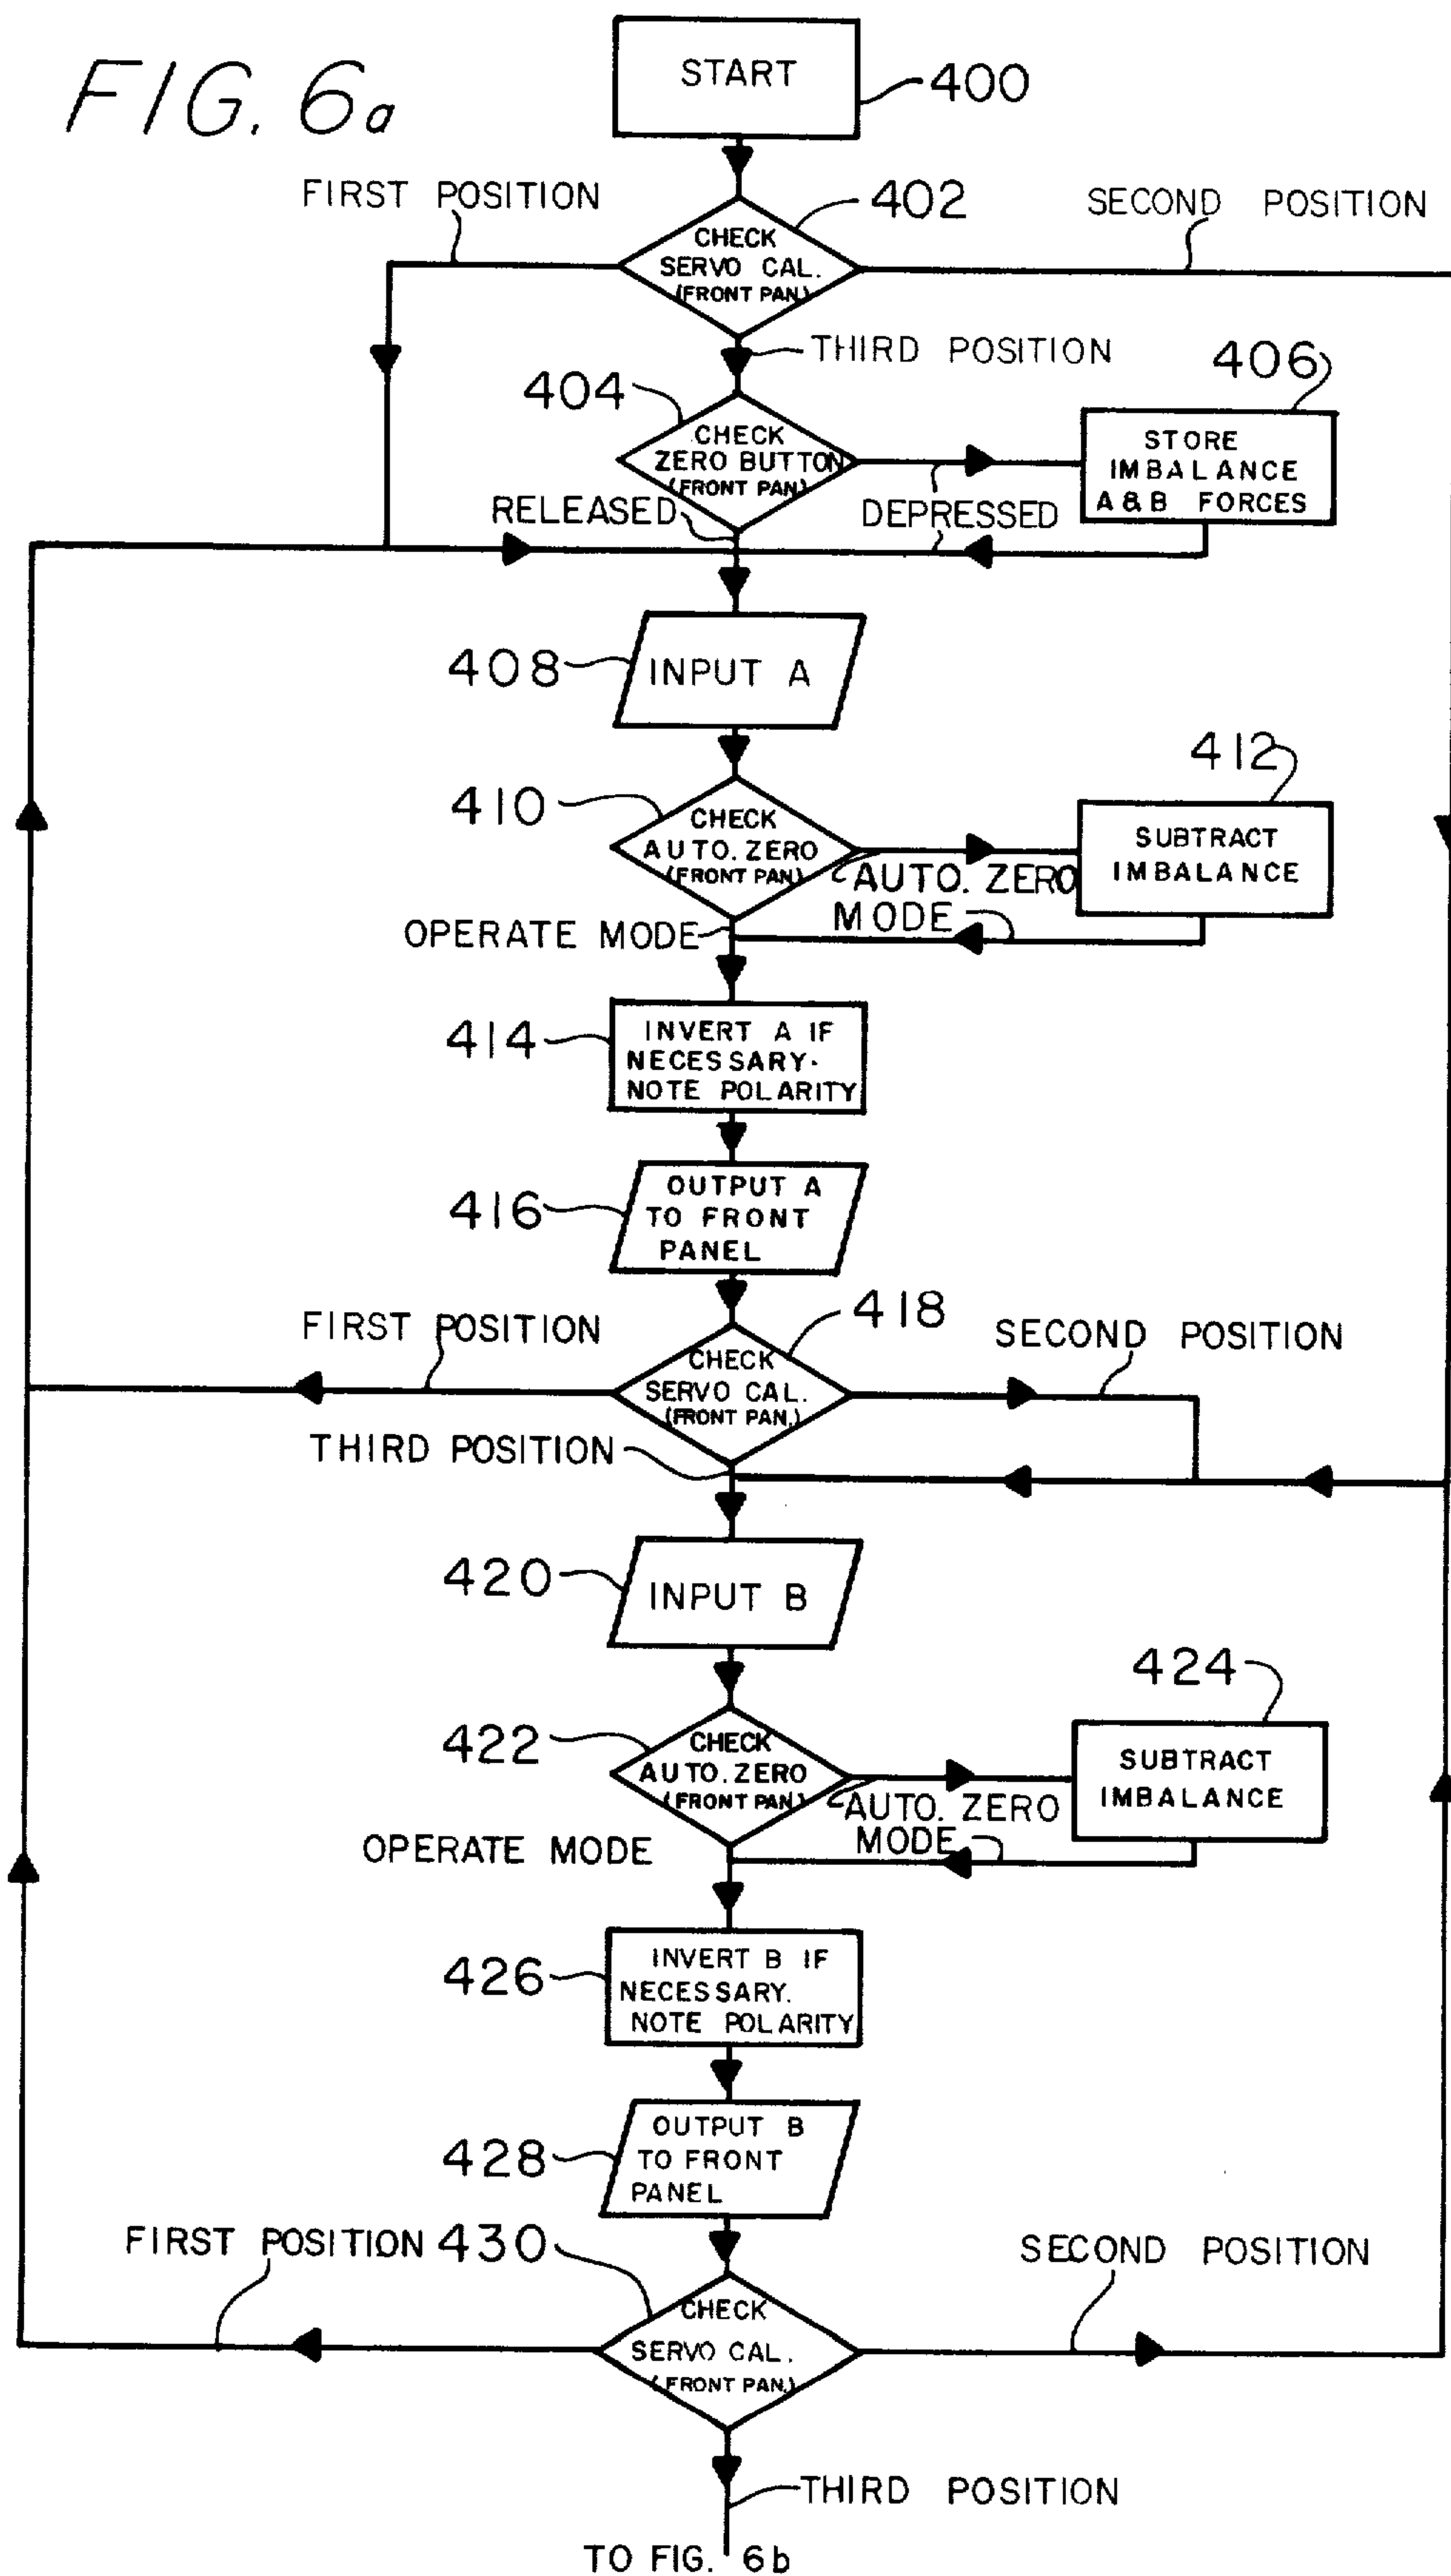 FIG. 6a
START
400
FIRST POSITION
402
SECOND POSITION
CHECK
SERVO CAL.
(FRONT PAN.)
THIRD POSITION
406
404
CHECK
ZERO BUTTON
(FRONT PAN)
STORE
IMBALANCE
A & B FORCES
RELEASED
DEPRESSED
408
INPUT A
412
410
CHECK
AUTO. ZERO
(FRONT PAN.)
SUBTRACT
IMBALANCE
AUTO. ZERO
MODE
OPERATE MODE
414
INVERT A IF
NECESSARY.
NOTE POLARITY
416
OUTPUT A
TO FRONT
PANEL
FIRST POSITION
418
SECOND POSITION
CHECK
SERVO CAL.
(FRONT PAN.)
THIRD POSITION
420
INPUT B
424
422
CHECK
AUTO. ZERO
(FRONT PAN)
SUBTRACT
IMBALANCE
AUTO. ZERO
MODE
OPERATE MODE
426
INVERT B IF
NECESSARY.
NOTE POLARITY
428
OUTPUT B
TO FRONT
PANEL
FIRST POSITION
430
SECOND POSITION
CHECK
SERVO CAL.
(FRONT PAN.)
THIRD POSITION
TO FIG. 6b